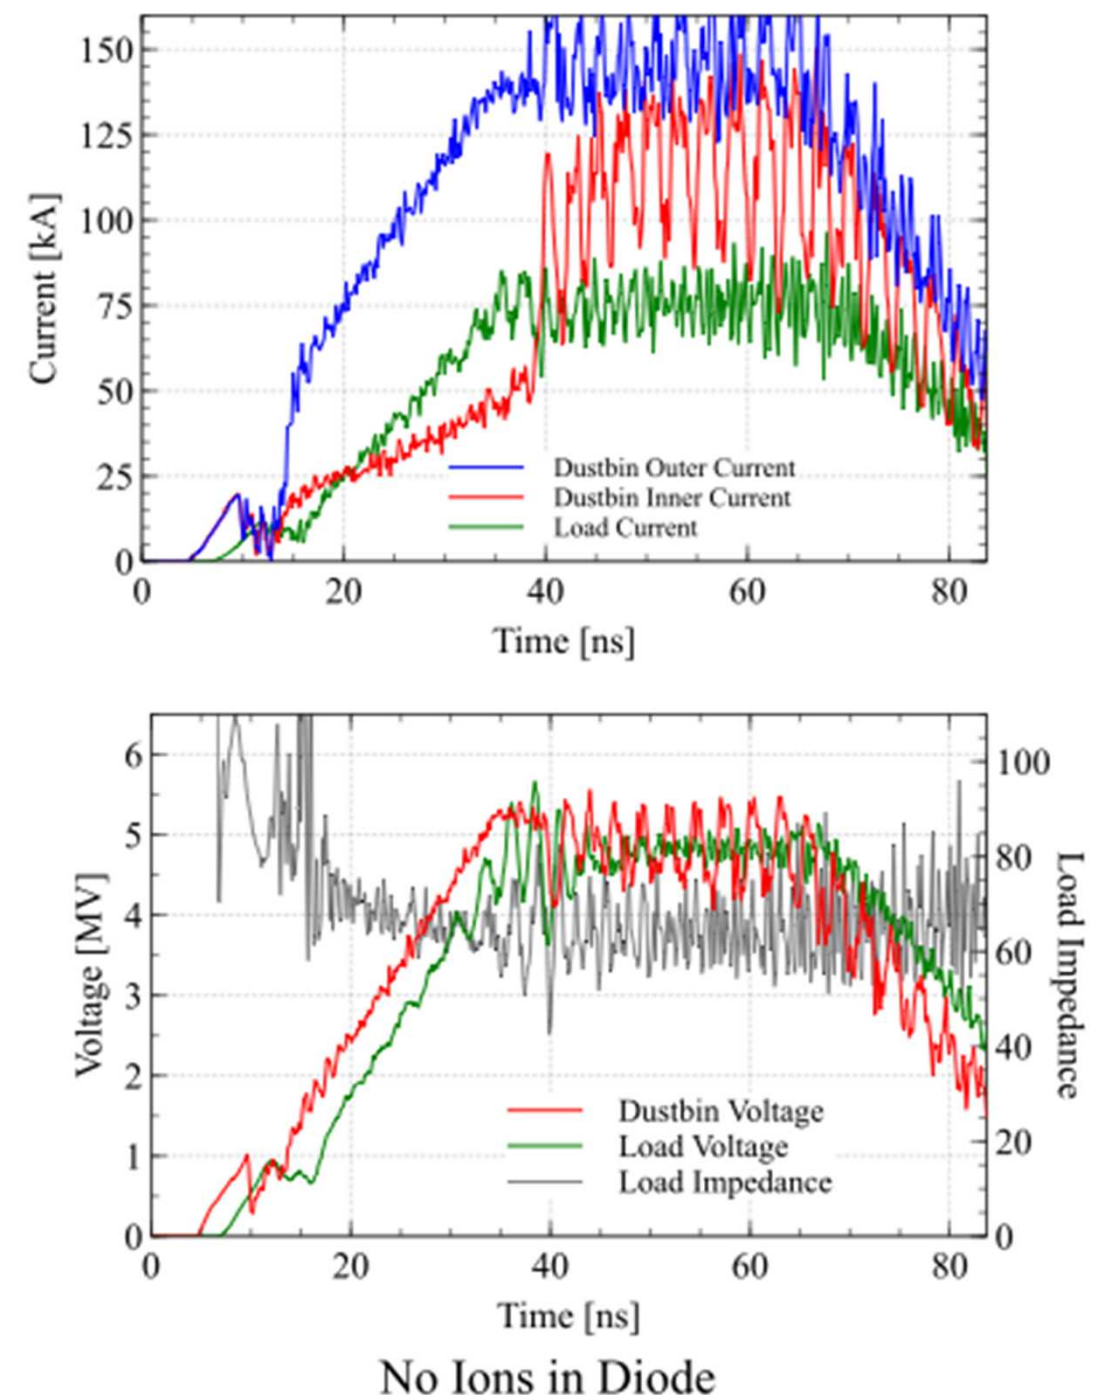 150
125
100
75
50
25
0
Current [kA]
Dustbin Outer Current
Dustbin Inner Current
Load Current
0 20 40 60 80
Time [ns]
6
5
4
3
2
1
0
Voltage [MV]
100
80
60
40
20
0
Load Impedance
Dustbin Voltage
Load Voltage
Load Impedance
0 20 40 60 80
Time [ns]
No Ions in Diode